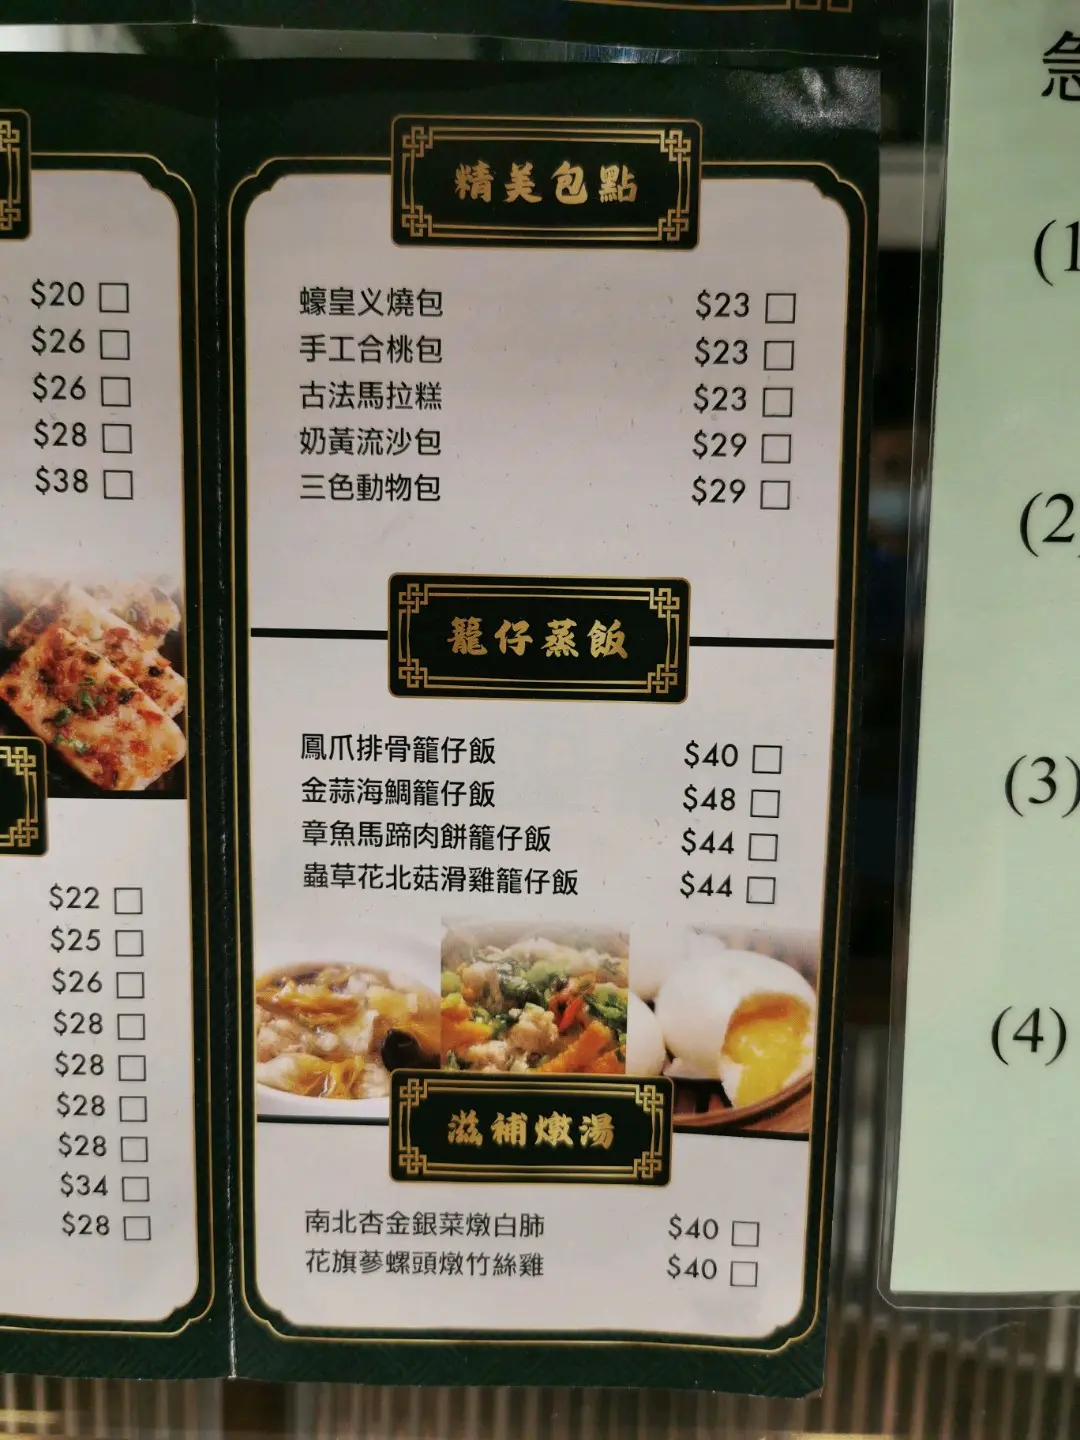 $20
$26
$26
$28
$38
$22
$25
$26
$28
$28
$28
$28
$34
$28
精美包點
蠔皇义燒包 $23
手工合桃包 $23
古法馬拉糕 $23
奶黃流沙包 $29
三色動物包 $29
籠仔蒸飯
鳳爪排骨籠仔飯 $40
金蒜海鯛籠仔飯 $48
章魚馬蹄肉餅籠仔飯 $44
蟲草花北菇滑雞籠仔飯 $44
滋補燉湯
南北杏金銀菜燉白肺 $40
花旗蔘螺頭燉竹絲雞 $40
急
(1
(2)
(3)
(4)